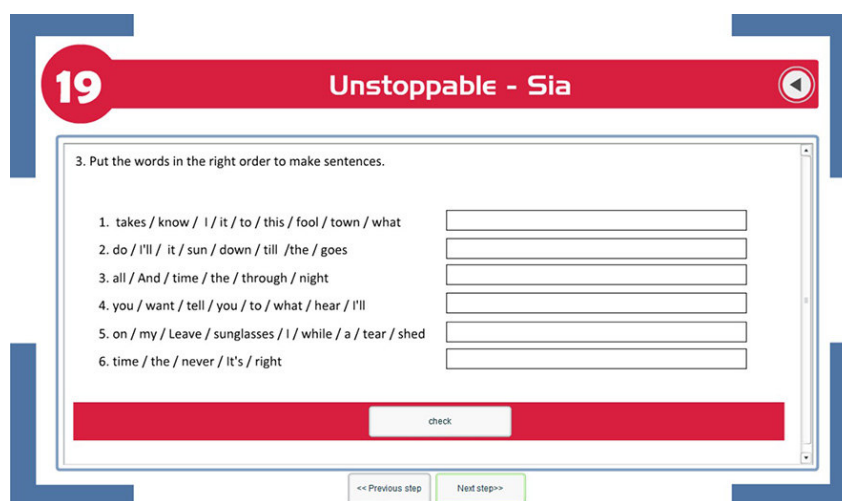 19
Unstoppable - Sia
3. Put the words in the right order to make sentences.
1. takes / know / I / it / to / this / fool / town / what
2. do / I'll / it / sun / down / till /the / goes
3. all / And / time / the / through / night
4. you / want / tell / you / to / what / hear / I'll
5. on / my / Leave / sunglasses / I / while / a / tear / shed
6. time / the / never / It's / right
check
<< Previous step
Next step>>